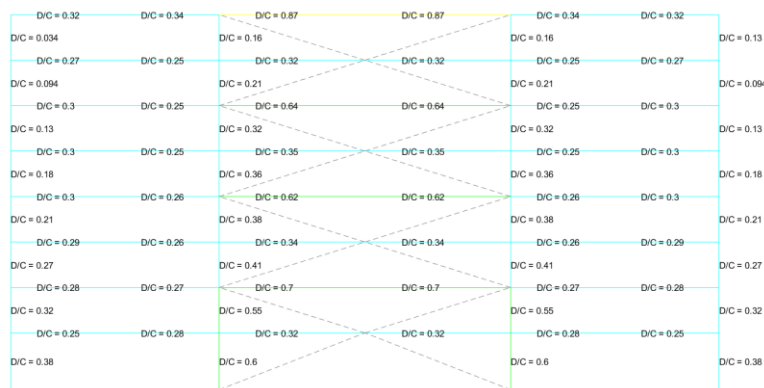 D/C = 0.32 D/C = 0.34 D/C = 0.87 D/C = 0.87 D/C = 0.34 D/C = 0.32
D/C = 0.034 D/C = 0.16 D/C = 0.16 D/C = 0.13
D/C = 0.27 D/C = 0.25 D/C = 0.32 D/C = 0.32 D/C = 0.25 D/C = 0.27
D/C = 0.094 D/C = 0.21 D/C = 0.21 D/C = 0.094
D/C = 0.3 D/C = 0.25 D/C = 0.64 D/C = 0.64 D/C = 0.25 D/C = 0.3
D/C = 0.13 D/C = 0.32 D/C = 0.32 D/C = 0.13
D/C = 0.3 D/C = 0.25 D/C = 0.35 D/C = 0.35 D/C = 0.25 D/C = 0.3
D/C = 0.18 D/C = 0.36 D/C = 0.36 D/C = 0.18
D/C = 0.3 D/C = 0.26 D/C = 0.62 D/C = 0.62 D/C = 0.26 D/C = 0.3
D/C = 0.21 D/C = 0.38 D/C = 0.38 D/C = 0.21
D/C = 0.29 D/C = 0.26 D/C = 0.34 D/C = 0.34 D/C = 0.26 D/C = 0.29
D/C = 0.27 D/C = 0.41 D/C = 0.41 D/C = 0.27
D/C = 0.28 D/C = 0.27 D/C = 0.7 D/C = 0.7 D/C = 0.27 D/C = 0.28
D/C = 0.32 D/C = 0.55 D/C = 0.55 D/C = 0.32
D/C = 0.25 D/C = 0.28 D/C = 0.32 D/C = 0.32 D/C = 0.28 D/C = 0.25
D/C = 0.38 D/C = 0.6 D/C = 0.6 D/C = 0.38